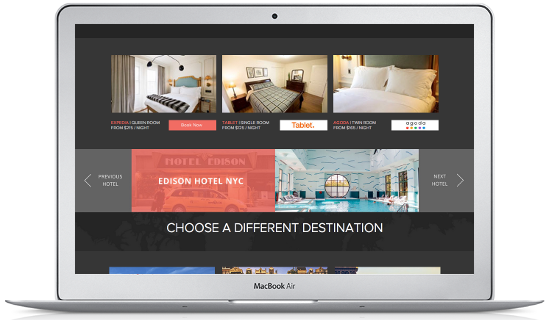 EXPEDIA | QUEEN ROOM
FROM $215 / NIGHT
Book Now
TABLET | SINGLE ROOM
FROM $105 / NIGHT
Tablet.
AGODA | TWIN ROOM
FROM $165 / NIGHT
agoda
PREVIOUS
HOTEL
HOTEL EDISON
EDISON HOTEL NYC
NEXT
HOTEL
CHOOSE A DIFFERENT DESTINATION
MacBook Air